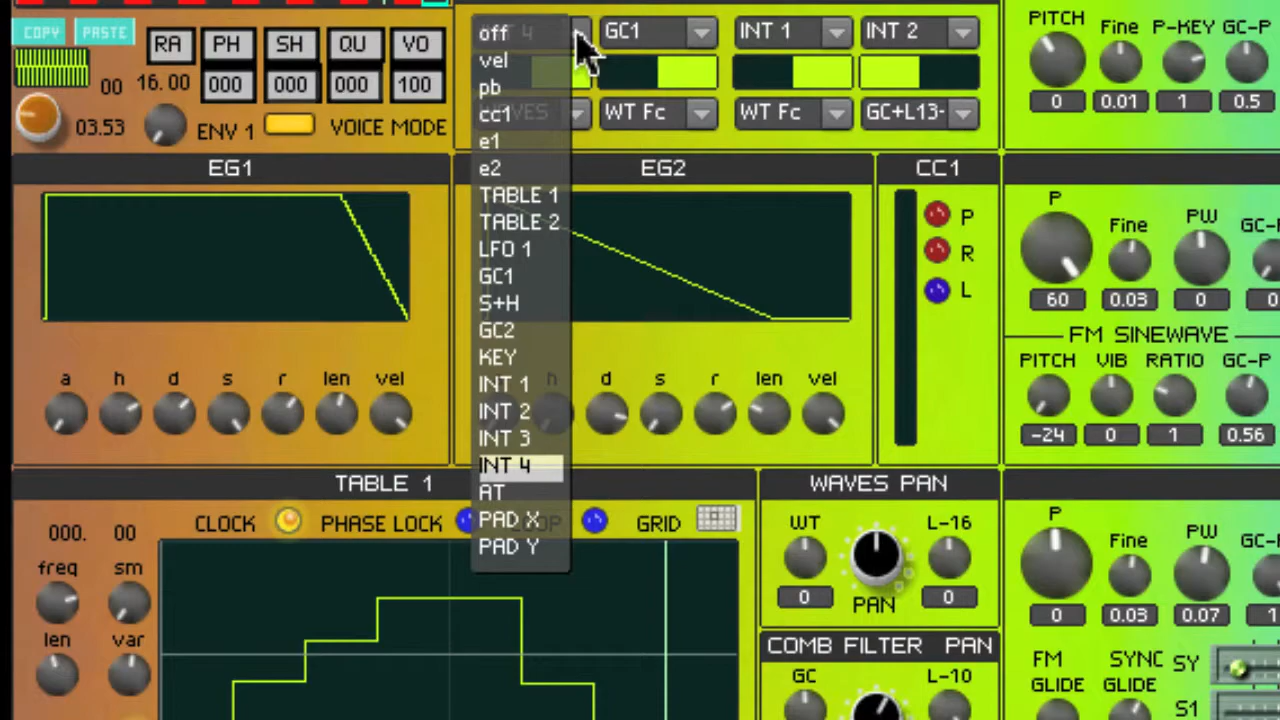 COPY PASTE RA PH SH QU VO
00 16.00 000 000 000 100
03.53 ENV 1 VOICE MODE
off 4 GC1 INT 1 INT 2
vel
pb
cc1 WAVES WT Fc WT Fc GC+L13-
e1
e2
TABLE 1
TABLE 2
LFO 1
GC1
S+H
GC2
KEY
INT 1
INT 2
INT 3
INT 4
AT
PAD X
PAD Y
PITCH Fine P-KEY GC-P
0 0.01 1 0.5
EG1 EG2 CC1
P
R
L
a h d s r len vel
h d s r len vel
P Fine PW GC-
60 0.03 0
FM SINEWAVE
PITCH VIB RATIO GC-P
-24 0 1 0.56
TABLE 1
000. 00 CLOCK PHASE LOCK LOOP GRID
freq sm
len var
WAVES PAN
WT L-16
0 PAN 0
COMB FILTER PAN
GC L-10
P Fine PW GC-
0 0.03 0.07 1
FM GLIDE SYNC GLIDE SY
S1